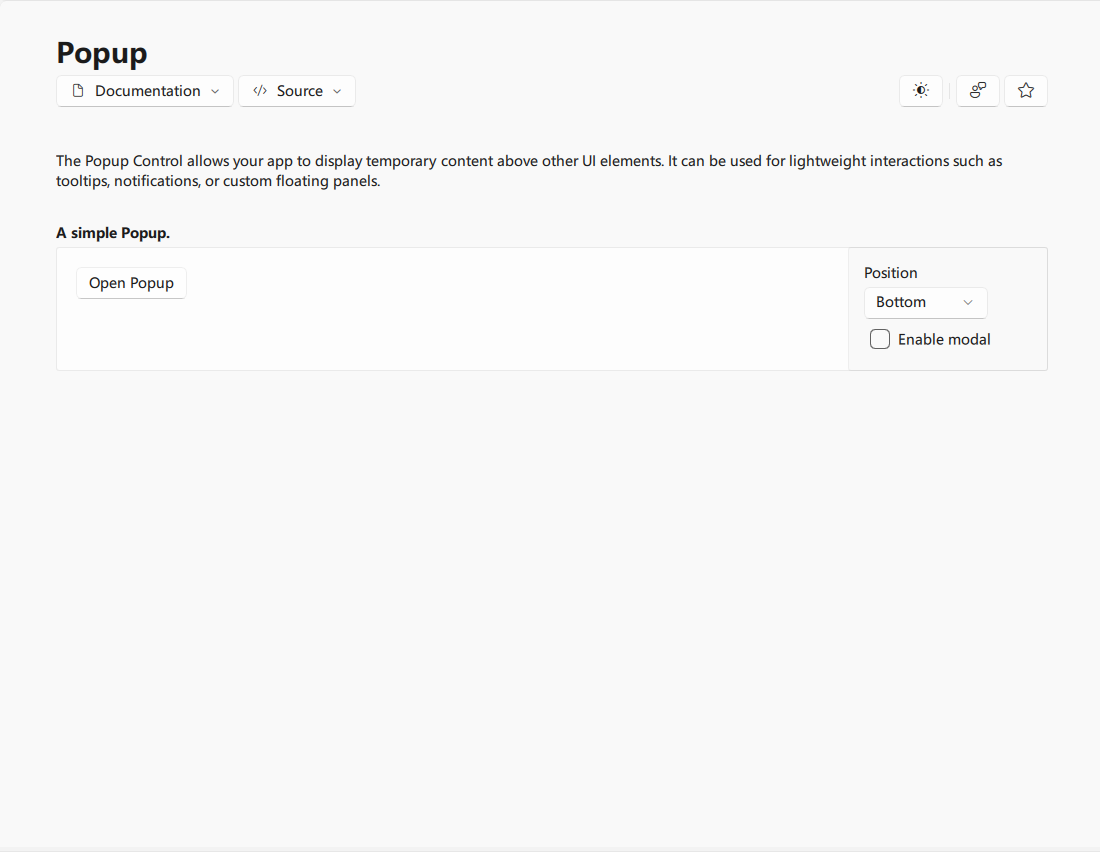 Popup
Documentation
Source
The Popup Control allows your app to display temporary content above other UI elements. It can be used for lightweight interactions such as
tooltips, notifications, or custom floating panels.
A simple Popup.
Open Popup
Position
Bottom
Enable modal